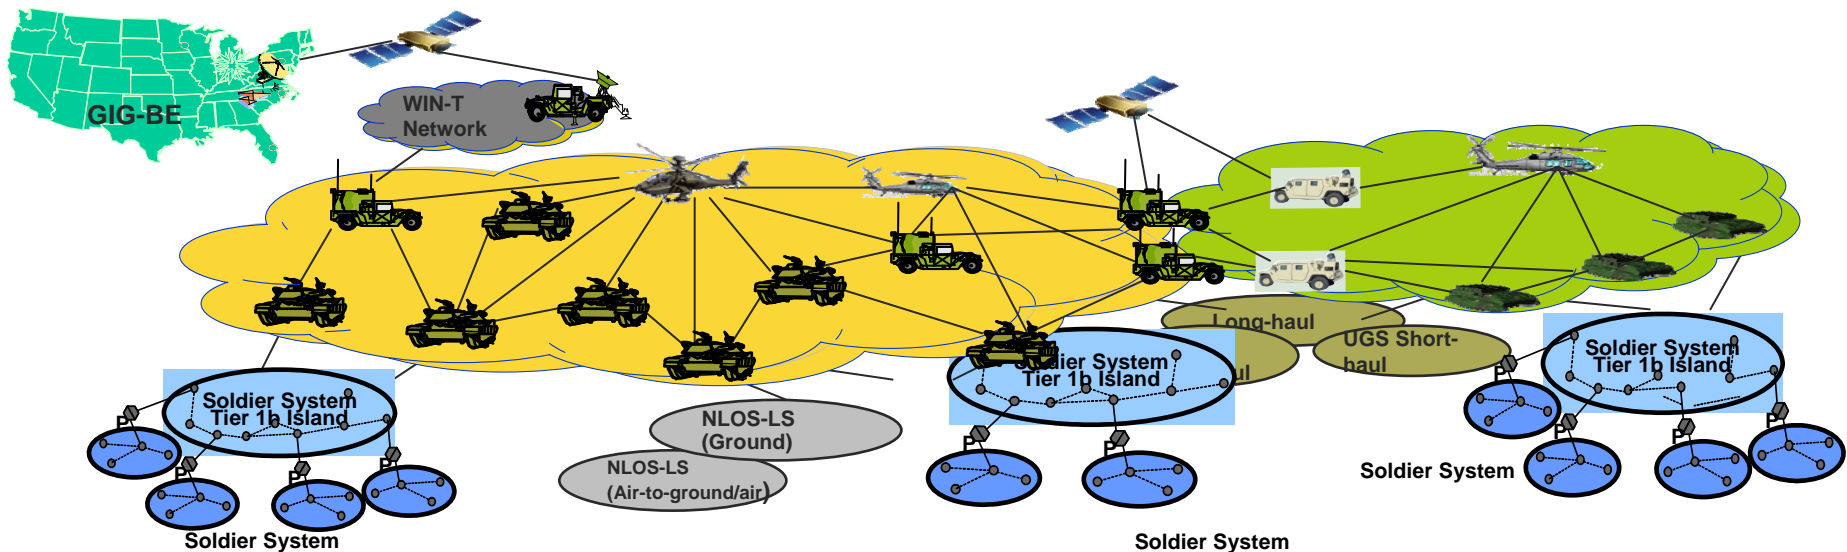 GIG-BE
WIN-T
Network
Long-haul
UGS Short-
haul
ul
Soldier System
Tier 1b Island
Soldier System
Tier 1b Island
Soldier System
Tier 1b Island
NLOS-LS
(Ground)
NLOS-LS
(Air-to-ground/air)
P
P
P
P
P
P
P
P
Soldier System
Soldier System
Soldier System